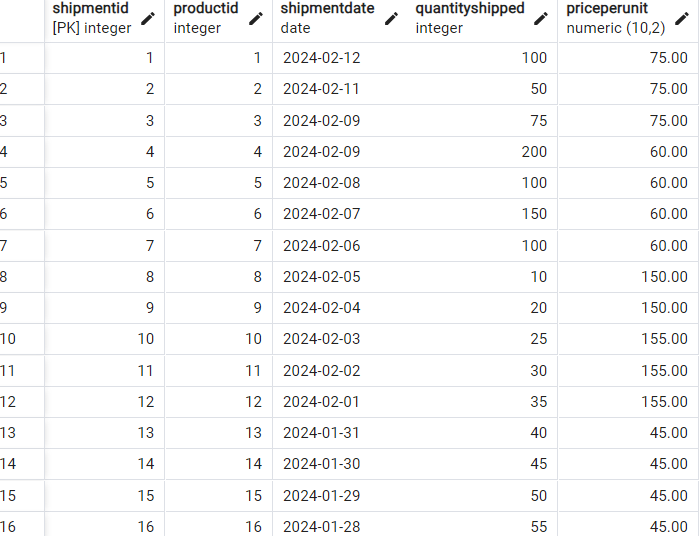 shipmentid productid shipmentdate quantityshipped priceperunit
[PK] integer integer date integer numeric (10,2)
1 1 1 2024-02-12 100 75.00
2 2 2 2024-02-11 50 75.00
3 3 3 2024-02-09 75 75.00
4 4 4 2024-02-09 200 60.00
5 5 5 2024-02-08 100 60.00
6 6 6 2024-02-07 150 60.00
7 7 7 2024-02-06 100 60.00
8 8 8 2024-02-05 10 150.00
9 9 9 2024-02-04 20 150.00
10 10 10 2024-02-03 25 155.00
11 11 11 2024-02-02 30 155.00
12 12 12 2024-02-01 35 155.00
13 13 13 2024-01-31 40 45.00
14 14 14 2024-01-30 45 45.00
15 15 15 2024-01-29 50 45.00
16 16 16 2024-01-28 55 45.00